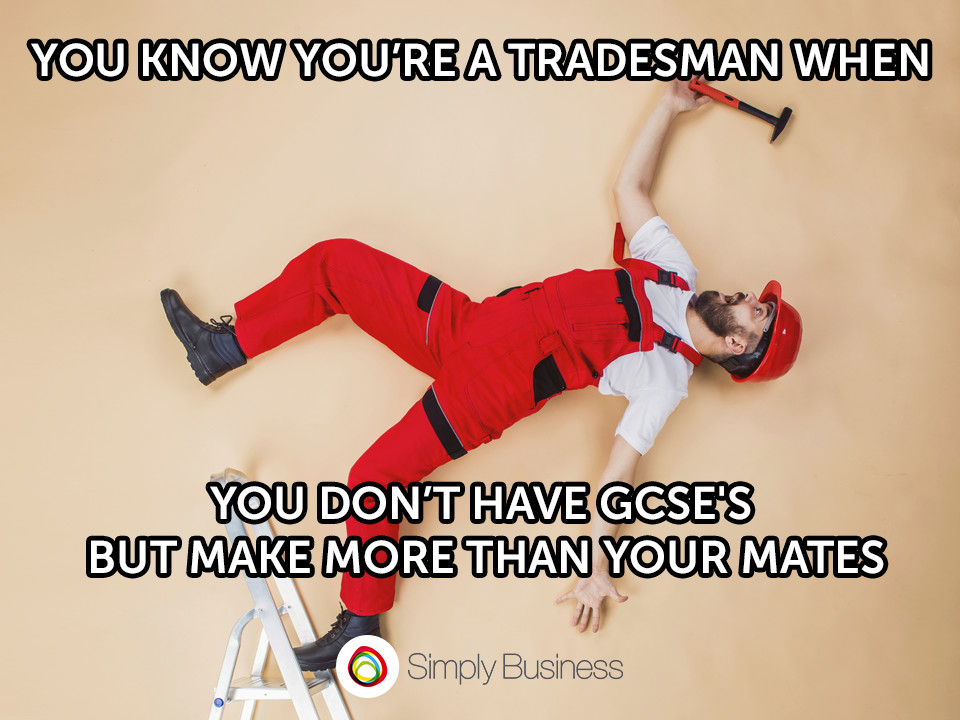 YOU KNOW YOU'RE A TRADESMAN WHEN
YOU DON'T HAVE GCSE'S
BUT MAKE MORE THAN YOUR MATES
Simply Business